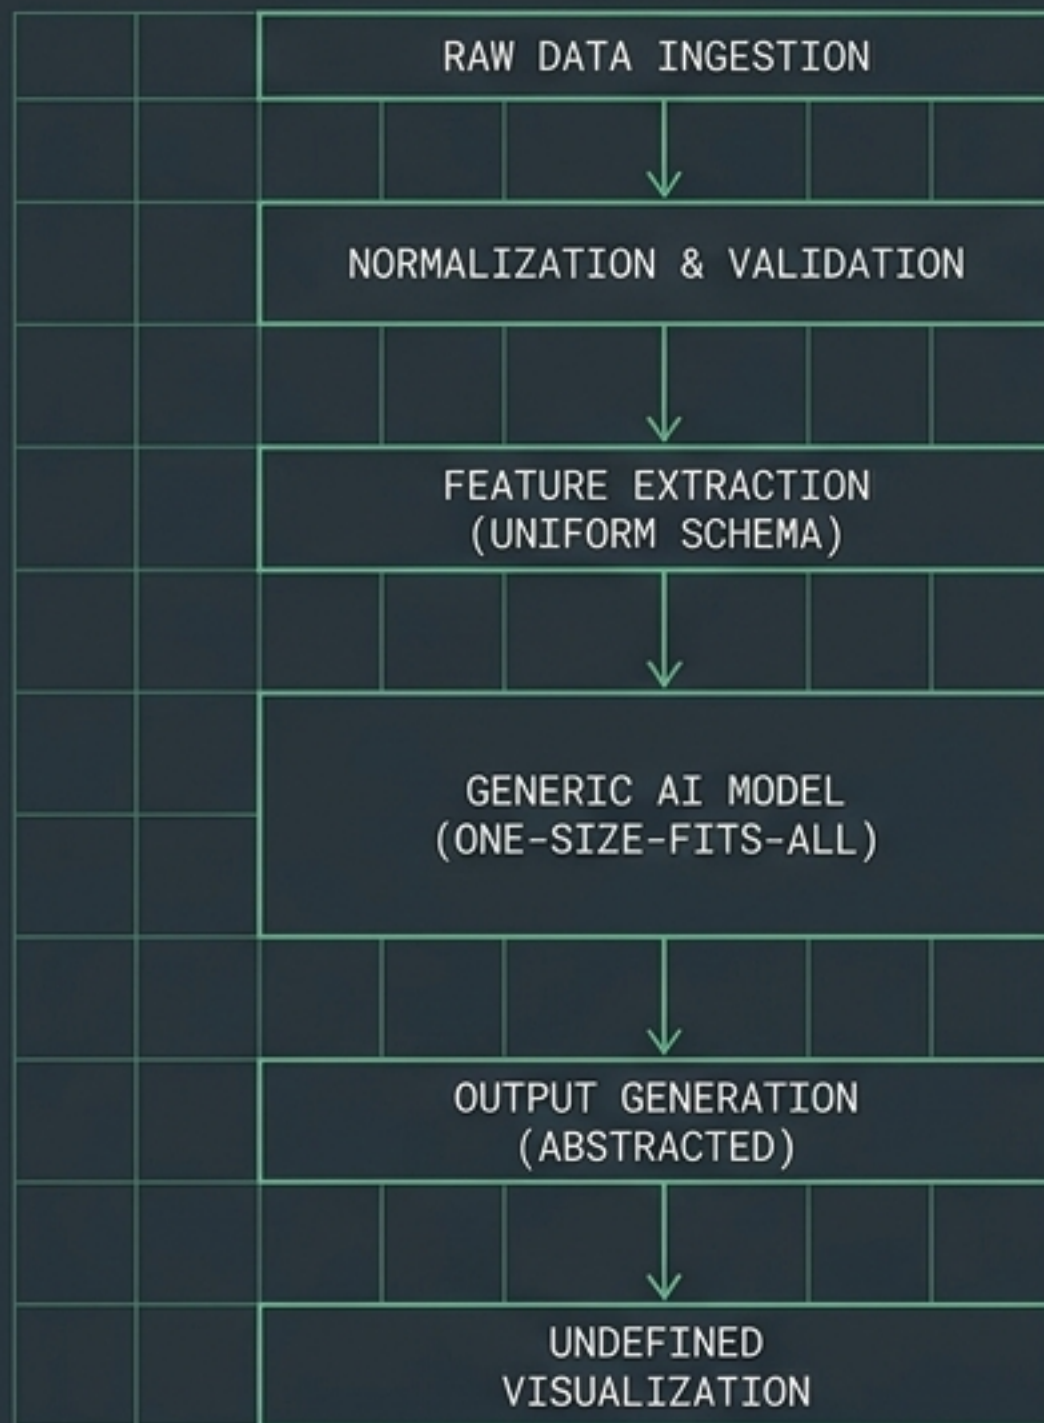 RAW DATA INGESTION
NORMALIZATION & VALIDATION
FEATURE EXTRACTION
(UNIFORM SCHEMA)
GENERIC AI MODEL
(ONE-SIZE-FITS-ALL)
OUTPUT GENERATION
(ABSTRACTED)
UNDEFINED
VISUALIZATION